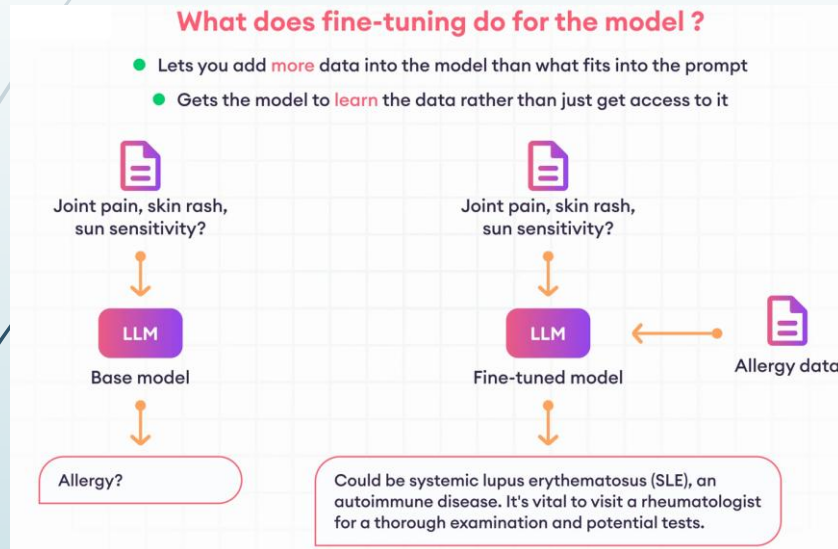 What does fine-tuning do for the model ?
Lets you add more data into the model than what fits into the prompt
Gets the model to learn the data rather than just get access to it
Joint pain, skin rash,
sun sensitivity?
LLM
Base model
Allergy?
Joint pain, skin rash,
sun sensitivity?
LLM
Fine-tuned model
Allergy data
Could be systemic lupus erythematosus (SLE), an
autoimmune disease. It's vital to visit a rheumatologist
for a thorough examination and potential tests.